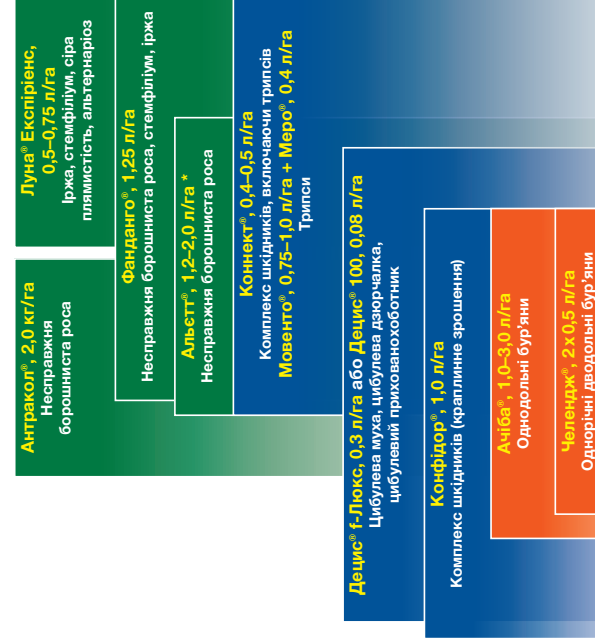 Луна® Експіріенс,
0,5–0,75 л/га
Іржа, стемфіліум, сіра
плямистість, альтернаріоз
Антракол®, 2,0 кг/га
Несправжня
борошниста роса
Фанданго®, 1,25 л/га
Несправжня борошниста роса, стемфіліум, іржа
Альєтт®, 1,2–2,0 л/га *
Несправжня борошниста роса
Коннект®, 0,4–0,5 л/га
Комплекс шкідників, включаючи трипсів
Мовенто®, 0,75–1,0 л/га + Меро®, 0,4 л/га
Трипси
Децис® f-Люкс, 0,3 л/га або Децис® 100, 0,08 л/га
Цибулева муха, цибулева дзюрчалка,
цибулевий прихованохоботник
Конфідор®, 1,0 л/га
Комплекс шкідників (краплинне зрошення)
Ачіба®, 1,0–3,0 л/га
Однодольні бур’яни
Челендж®, 2 x 0,5 л/га
Однорічні дводольні бур’яни